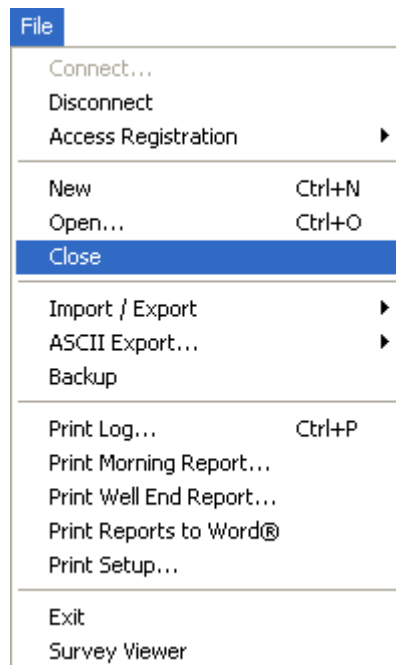 File
Connect...
Disconnect
Access Registration
New Ctrl+N
Open... Ctrl+O
Close
Import / Export
ASCII Export...
Backup
Print Log... Ctrl+P
Print Morning Report...
Print Well End Report...
Print Reports to Word®
Print Setup...
Exit
Survey Viewer